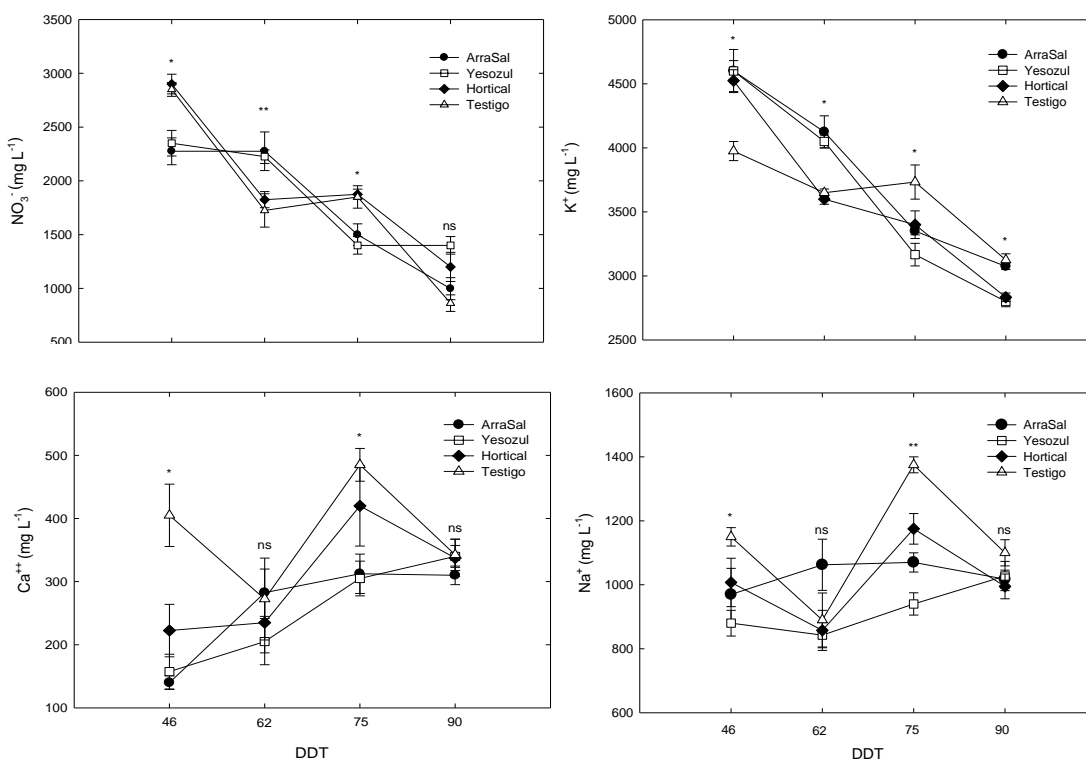 3500
3000
2500
2000
1500
1000
500
NO₃⁻ (mg L⁻¹)
*
**
*
ns
ArraSal
Yesozul
Hortical
Testigo
5000
4500
4000
3500
3000
2500
K⁺ (mg L⁻¹)
*
*
*
*
ArraSal
Yesozul
Hortical
Testigo
600
500
400
300
200
100
Ca⁺⁺ (mg L⁻¹)
*
ns
*
ns
ArraSal
Yesozul
Hortical
Testigo
46 62 75 90
DDT
1600
1400
1200
1000
800
600
Na⁺ (mg L⁻¹)
*
ns
**
ns
ArraSal
Yesozul
Hortical
Testigo
46 62 75 90
DDT